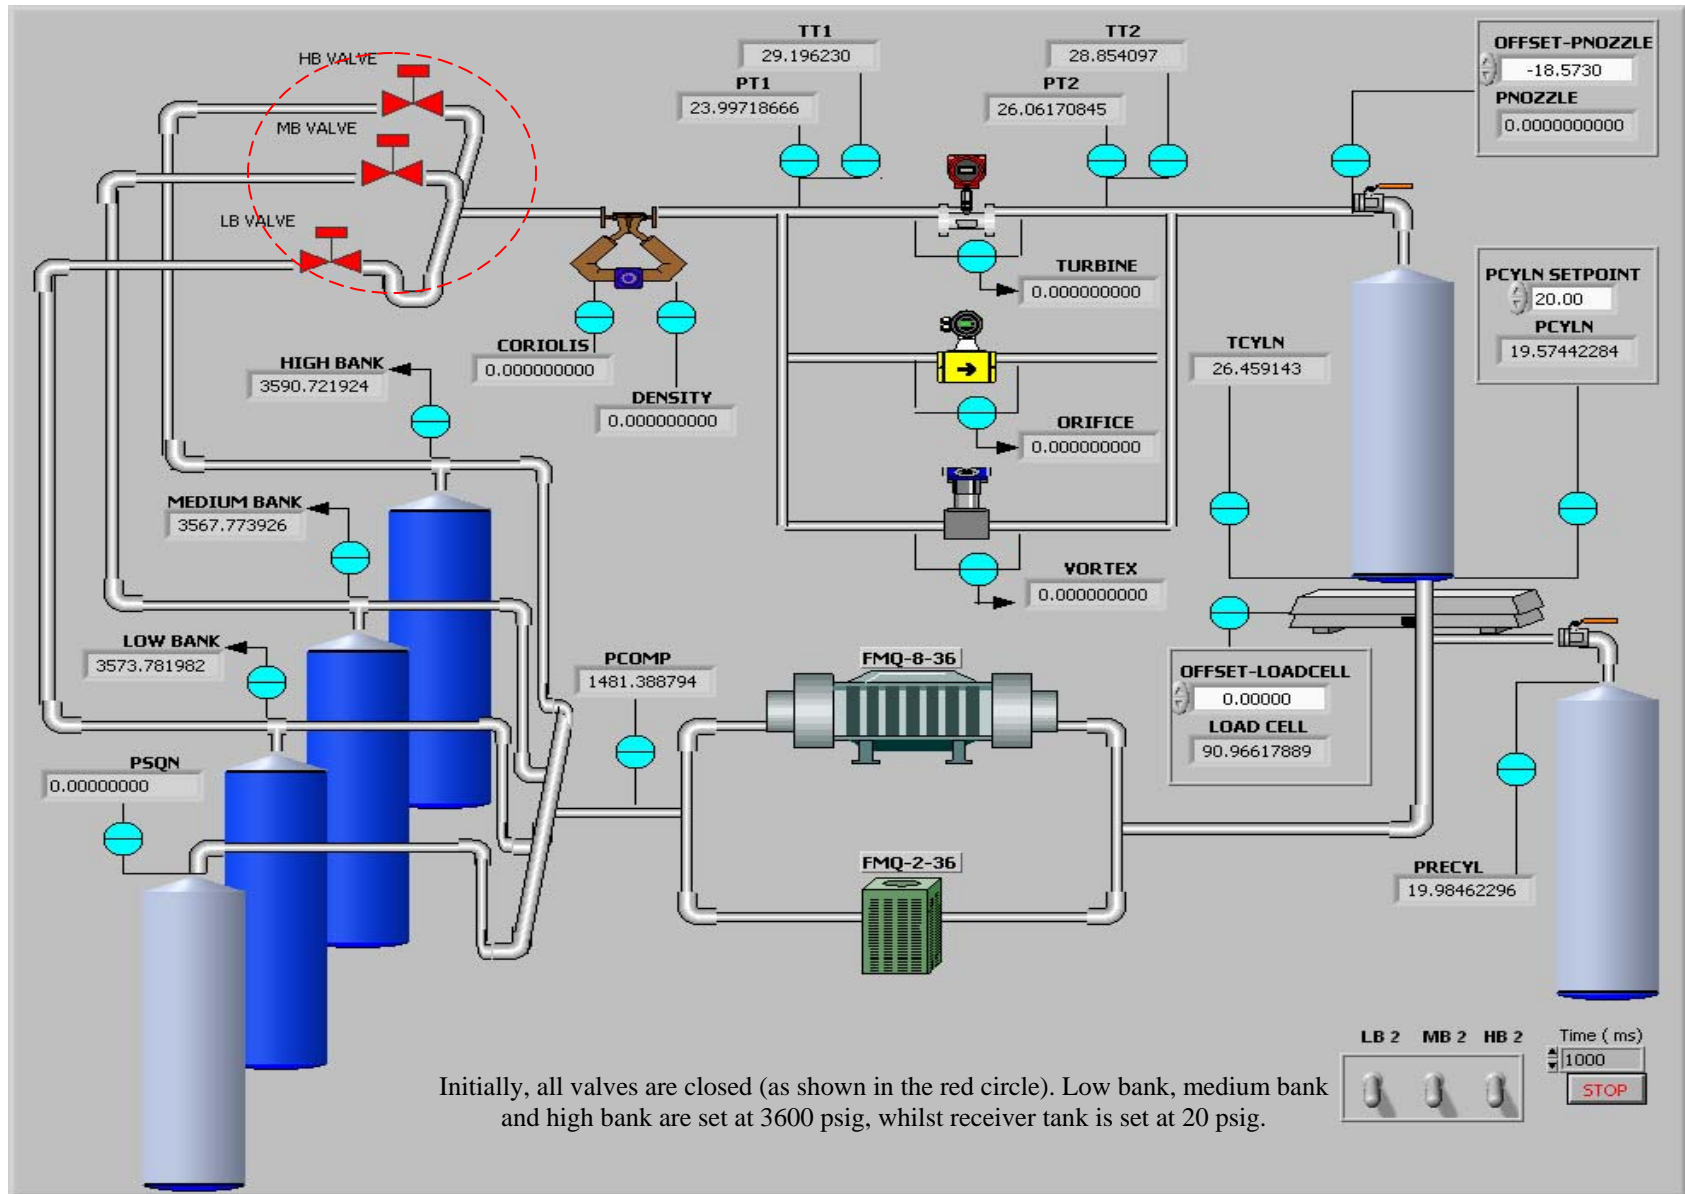 HB VALVE
MB VALVE
LB VALVE
TT1
29.196230
PT1
23.99718666
TT2
28.854097
PT2
26.06170845
OFFSET-PNOZZLE
-18.5730
PNOZZLE
0.0000000000
TURBINE
0.000000000
CORIOLIS
0.000000000
DENSITY
0.000000000
ORIFICE
0.000000000
VORTEX
0.000000000
TCYLN
26.459143
PCYLN SETPOINT
20.00
PCYLN
19.57442284
HIGH BANK
3590.721924
MEDIUM BANK
3567.773926
LOW BANK
3573.781982
PSQN
0.00000000
PCOMP
1481.388794
FMQ-8-36
FMQ-2-36
OFFSET-LOADCELL
0.00000
LOAD CELL
90.96617889
PRECYL
19.98462296
LB 2 MB 2 HB 2
Time ( ms)
1000
STOP
Initially, all valves are closed (as shown in the red circle). Low bank, medium bank
and high bank are set at 3600 psig, whilst receiver tank is set at 20 psig.